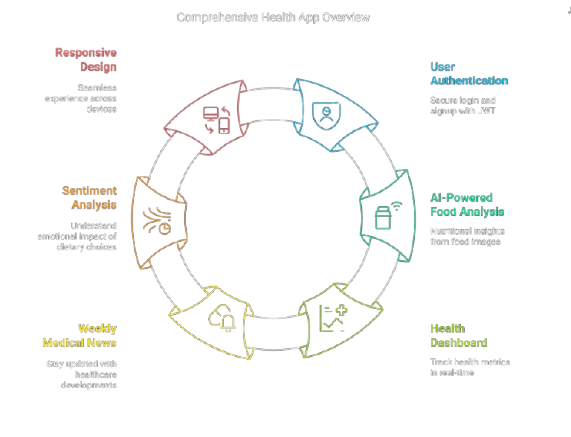 Comprehensive Health App Overview
Responsive
Design
Seamless
experience across
devices
User
Authentication
Secure login and
signup with JWT
Sentiment
Analysis
Understand
emotional impact of
dietary choices
AI-Powered
Food Analysis
Nutritional insights
from food images
Weekly
Medical News
Stay updated with
healthcare
developments
Health
Dashboard
Track health metrics
in real-time